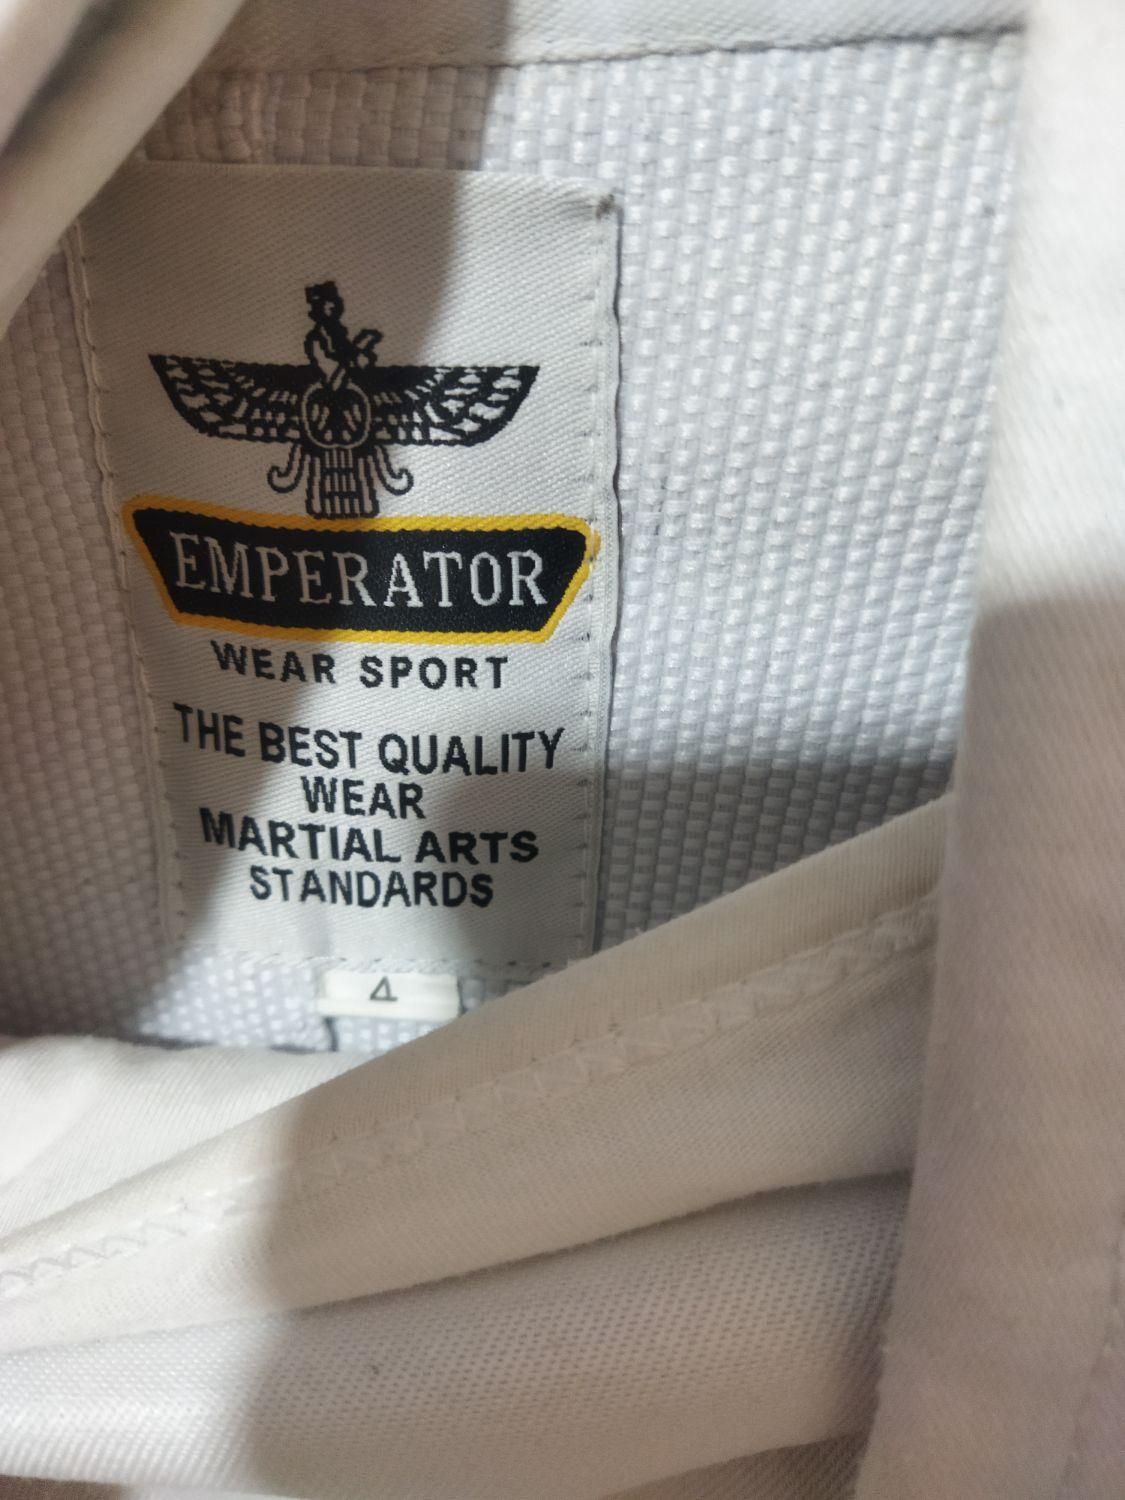 EMPERATOR
WEAR SPORT
THE BEST QUALITY
WEAR
MARTIAL ARTS
STANDARDS
4